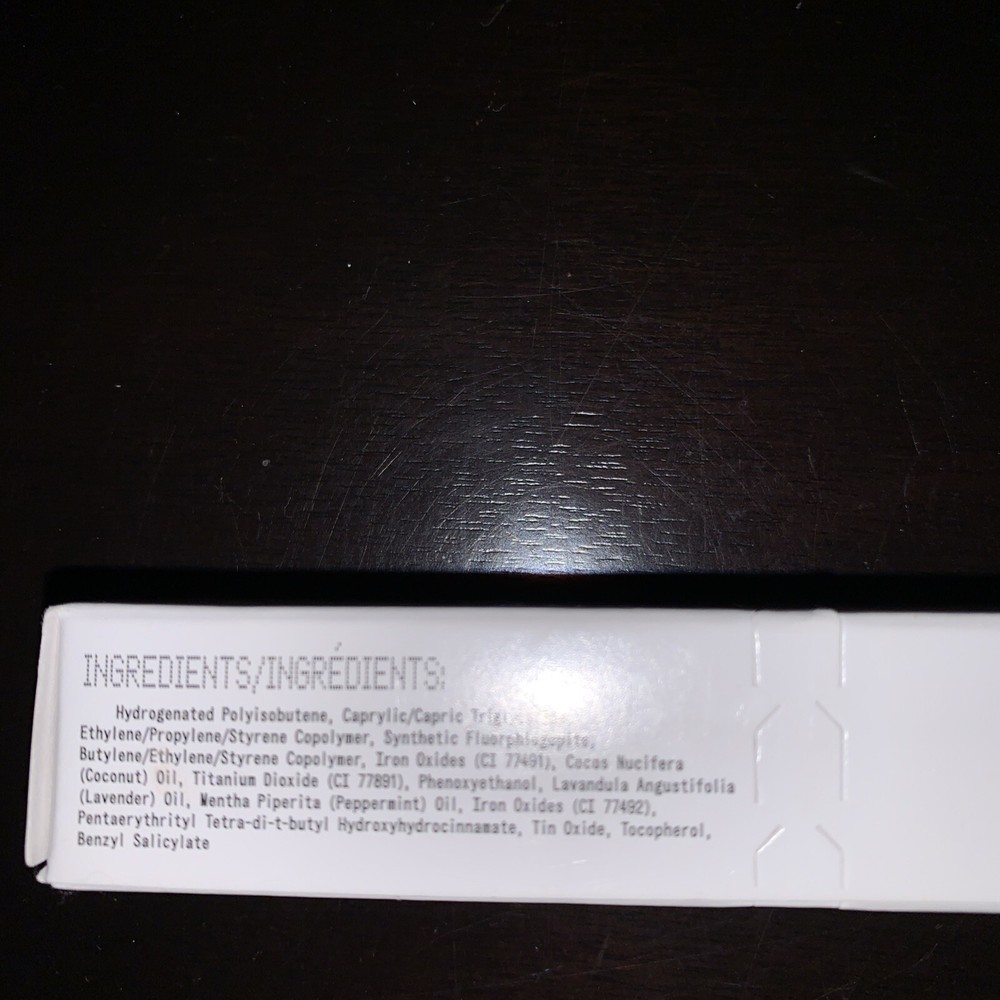 INGREDIENTS/INGRÉDIENTS:
Hydrogenated Polyisobutene, Caprylic/Capric
Ethylene/Propylene/Styrene Copolymer, Synthetic Fluorphlogopite,
Butylene/Ethylene/Styrene Copolymer, Iron Oxides (CI 77491), Cocos Nucifera
(Coconut) Oil, Titanium Dioxide (CI 77891), Phenoxyethanol, Lavandula Angustifolia
(Lavender) Oil, Mentha Piperita (Peppermint) Oil, Iron Oxides (CI 77492),
Pentaerythrityl Tetra-di-t-butyl Hydroxyhydrocinnamate, Tin Oxide, Tocopherol,
Benzyl Salicylate